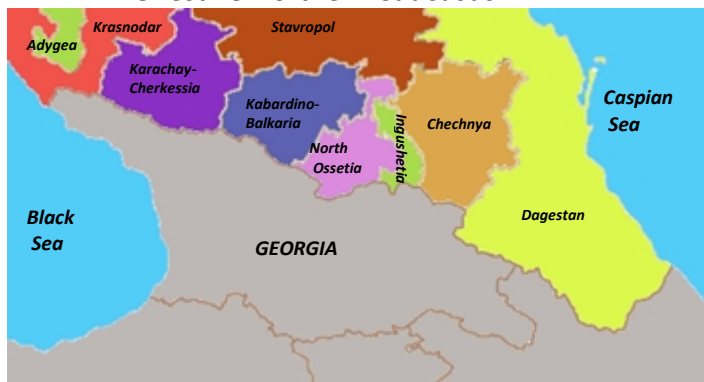 Krasnodar
Stavropol
Adygea
Karachay-
Cherkessia
Kabardino-
Balkaria
North
Ossetia
Ingushetia
Chechnya
Caspian
Sea
Dagestan
Black
Sea
GEORGIA